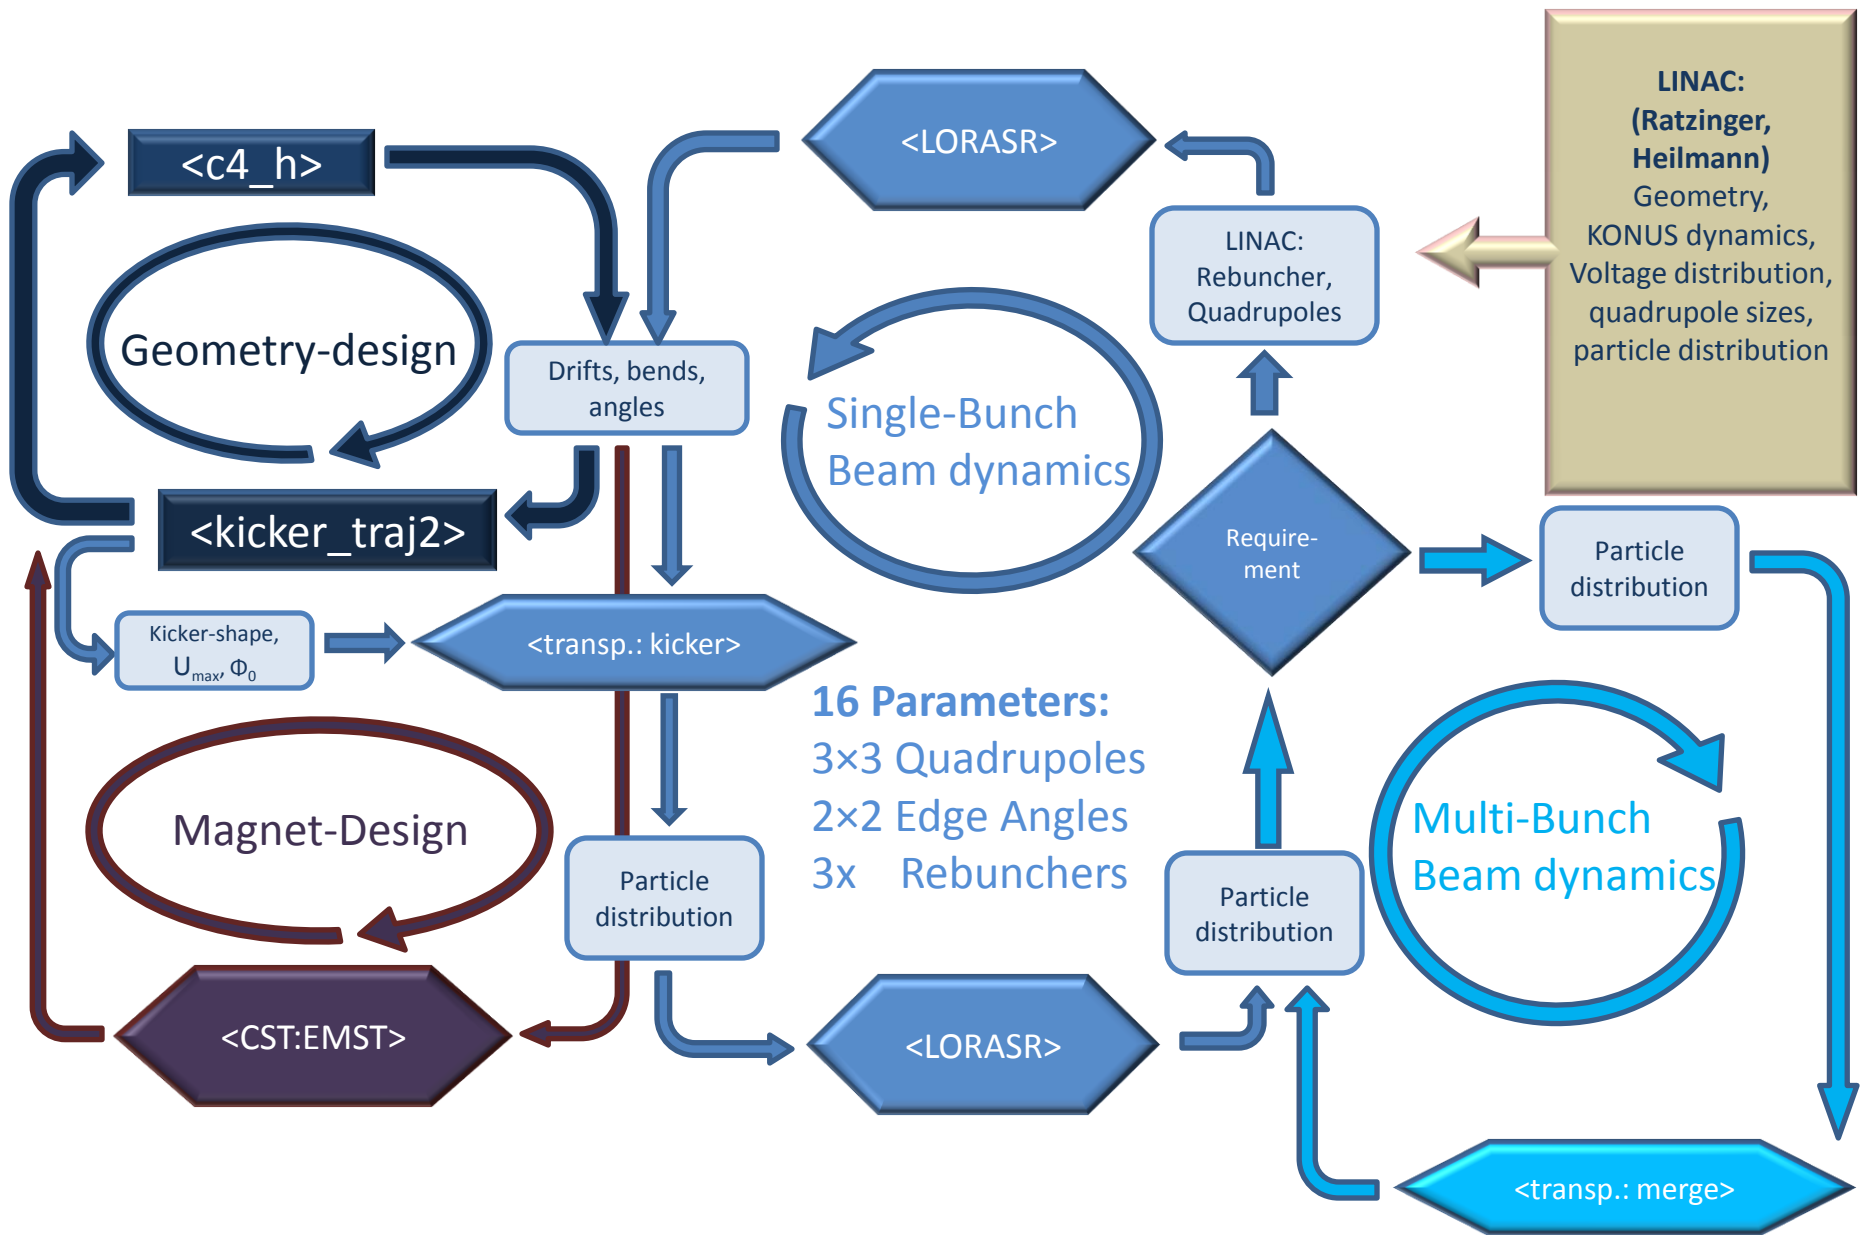 <c4_h>
Geometry-design
<kicker_traj2>
Drifts, bends,
angles
<LORASR>
LINAC:
Rebuncher,
Quadrupoles
LINAC:
(Ratzinger,
Heilmann)
Geometry,
KONUS dynamics,
Voltage distribution,
quadrupole sizes,
particle distribution
Single-Bunch
Beam dynamics
Require-
ment
Particle
distribution
Kicker-shape,
Umax, Φ0
<transp.: kicker>
16 Parameters:
3×3 Quadrupoles
2×2 Edge Angles
3x Rebunchers
Magnet-Design
Particle
distribution
Particle
distribution
Multi-Bunch
Beam dynamics
<CST:EMST>
<LORASR>
<transp.: merge>